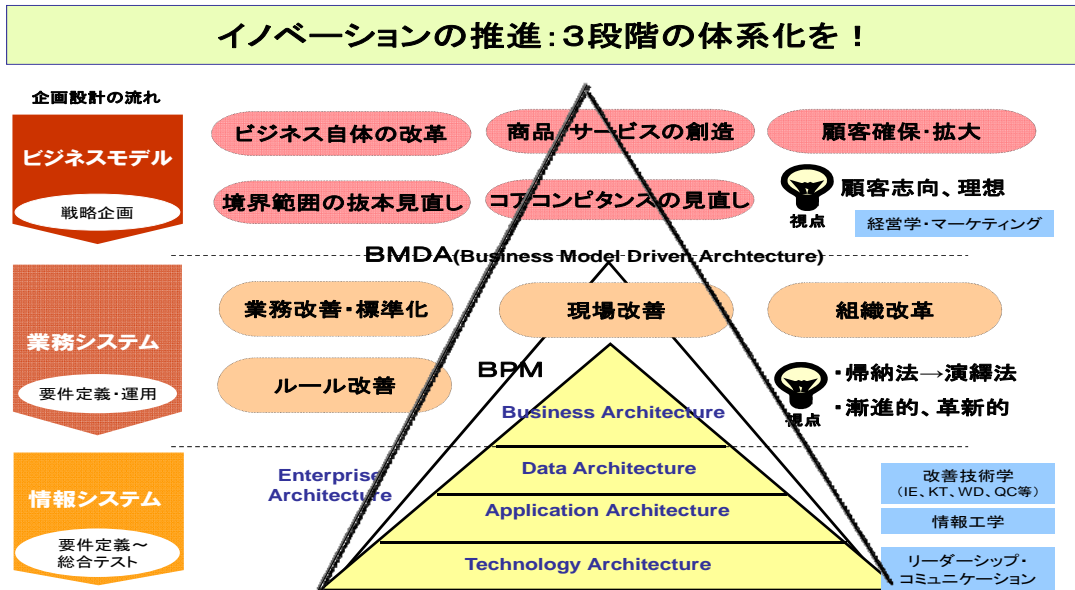 イノベーションの推進：３段階の体系化を！
企画設計の流れ
ビジネスモデル
戦略企画
ビジネス自体の改革
商品／サービスの創造
顧客確保・拡大
境界範囲の抜本見直し
コアコンピタンスの見直し
視点
顧客志向、理想
経営学・マーケティング
BMDA(Business Model Driven Archtecture)
業務システム
要件定義・運用
業務改善・標準化
現場改善
組織改革
ルール改善
BPM
視点
・帰納法→演繹法
・漸進的、革新的
Business Architecture
情報システム
要件定義～
総合テスト
Enterprise
Architecture
Data Architecture
Application Architecture
Technology Architecture
改善技術学
（IE、KT、WD、QC等）
情報工学
リーダーシップ・
コミュニケーション